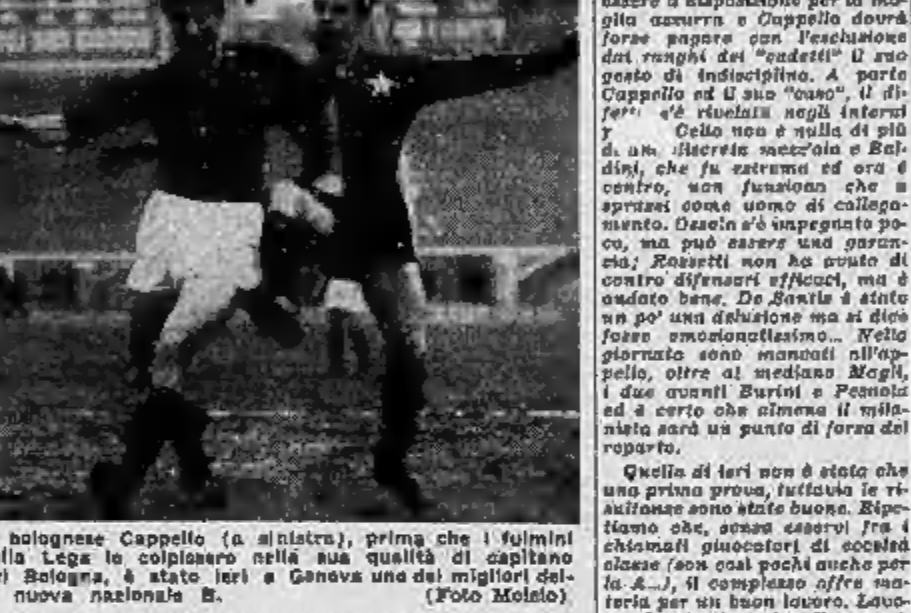 bolognese Cappello (a sinistra), prima che i fulmini
lla Lega lo colpissero nella sua qualità di capitano
el Bologna, è stato ieri a Genova uno dei migliori del-
nuova nazionale B. (Foto Moisio)
essere a disposizione per la ma-
glia azzurra e Cappello dovrà
forse pagare con l'esclusione
dai ranghi dei "cadetti" il suo
gesto di indisciplina. A parte
Cappello ed il suo "caso", il di-
s'è rivelato negli interni
Cello non è nulla di più
di una discreta mezz'ala e Bal-
dini, che fu estrema ed ora è
centro, non funziona che a
sprazzi come uomo di collega-
mento. s'è impegnato po-
co, ma può essere una garan-
zia; Rossetti non ha avuto di
contro difensori efficaci, ma è
andato bene. De Santis è stato
un po' una delusione ma si dice
fosse emozionatissimo... Nella
giornata sono mancati all'ap-
pello, oltre al mediano Magli,
i due avanti Burini e Pesaola
ed è certo che almeno il mila-
nista sarà un punto di forza del
reparto.
Quella di ieri non è stata che
una prima prova, tuttavia le ri-
sultanze sono state buone. Ripe-
tiamo che, senza esservi fra i
chiamati giuocatori di eccelsa
classe (son così pochi anche per
la A...), il complesso offre ma-
teria per un buon lavoro. Lavo-